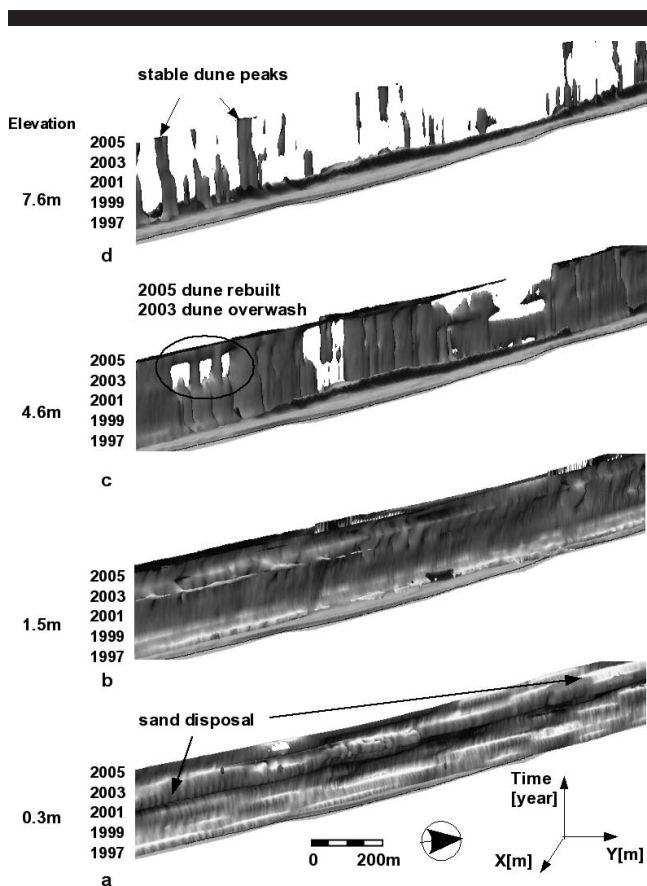 stable dune peaks
Elevation
2005
2003
2001
7.6m
1999
1997
d
2005 dune rebuilt
2003 dune overwash
2005
2003
4.6m
2001
1999
1997
c
2005
2003
2001
1.5m
1999
1997
b
sand disposal
2005
2003
0.3m
2001
1999
1997
a
0 200m
Time
[year]
X[m]
Y[m]